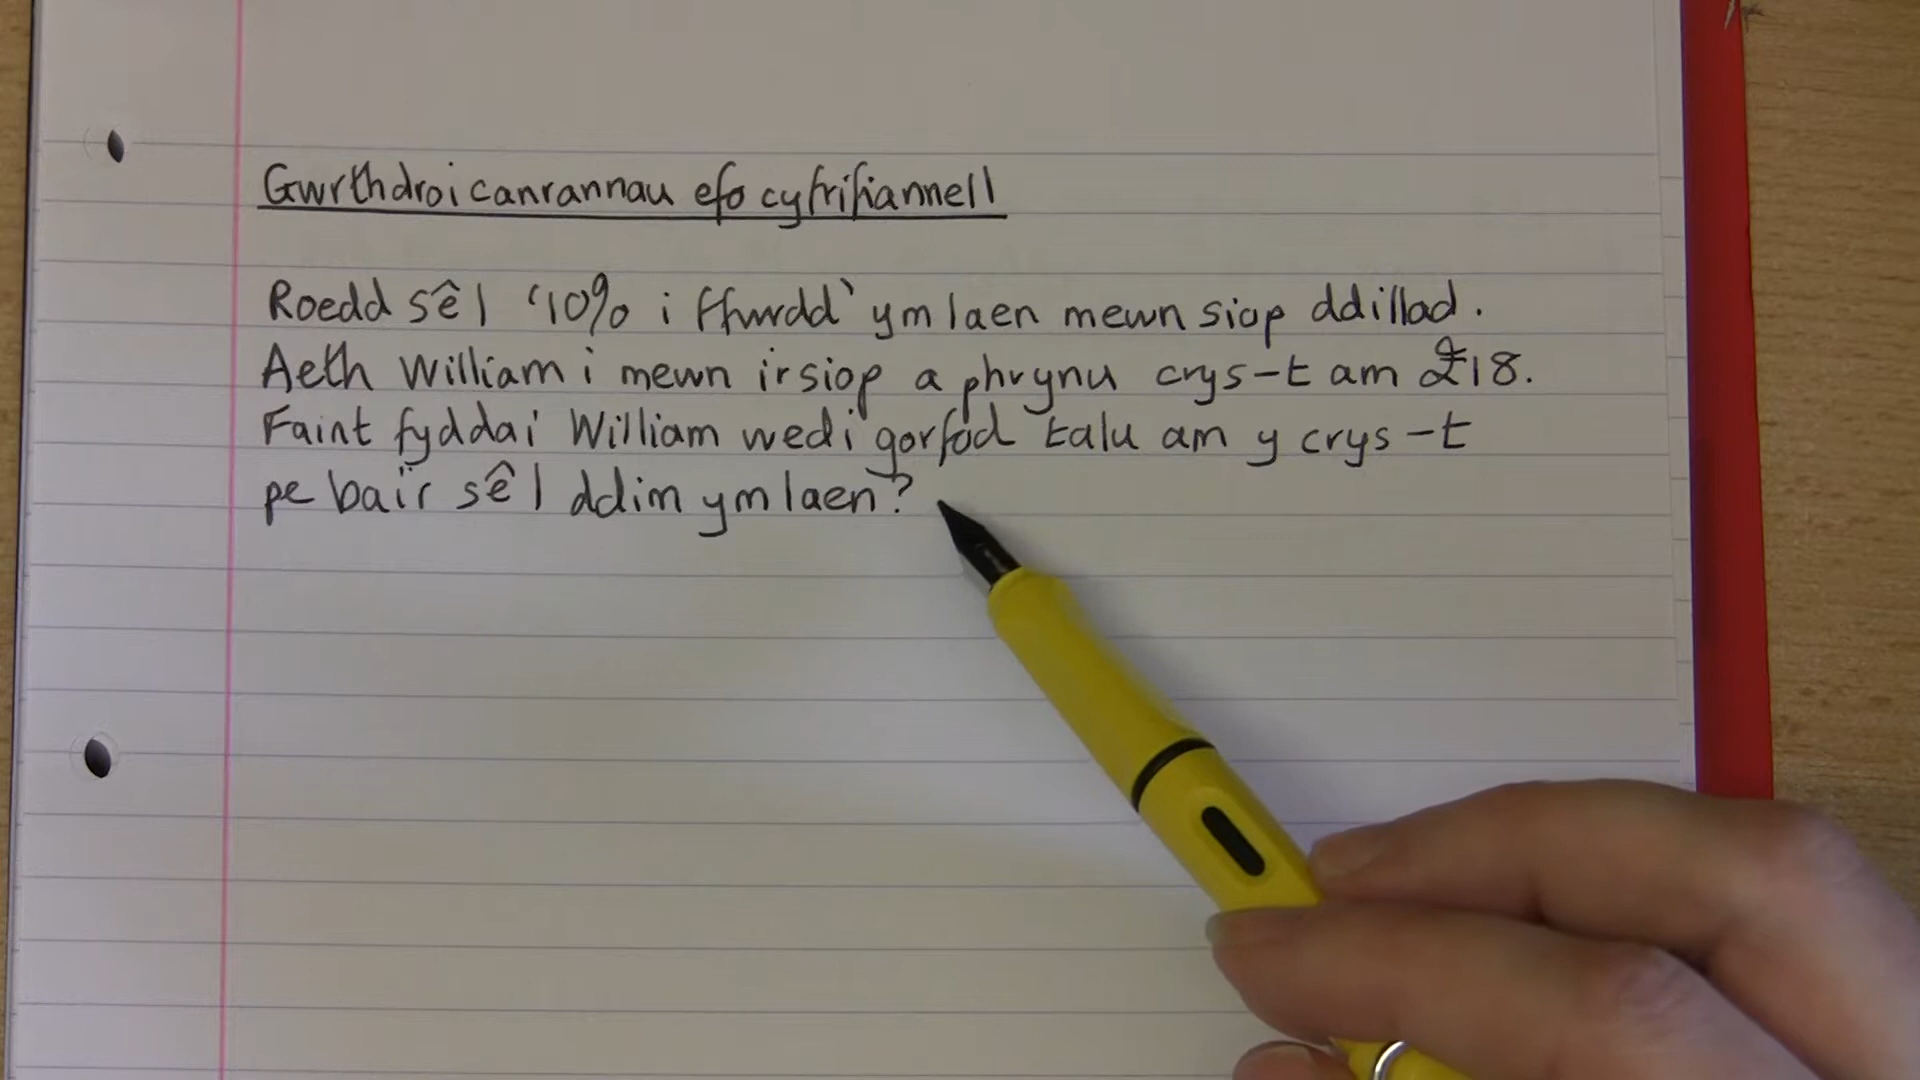 Gwrthdroi canrannau efo cyfrifiannell
Roedd sêl '10% i ffwrdd' ymlaen mewn siop ddillad.
Aeth William i mewn i'r siop a phrynu crys-t am £18.
Faint fyddai William wedi gorfod talu am y crys-t
pe bai'r sêl ddim ymlaen?